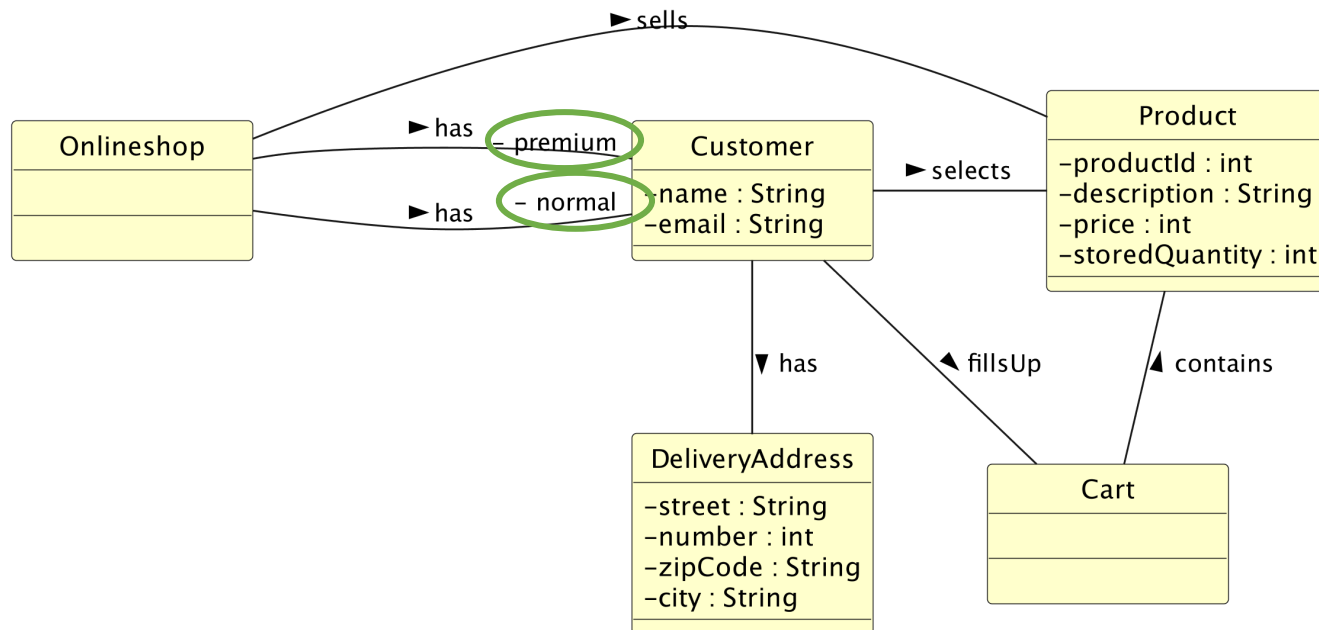 ► sells
Onlineshop
► has
– premium
► has
– normal
Customer
–name : String
–email : String
► selects
Product
–productId : int
–description : String
–price : int
–storedQuantity : int
▼ has
► fillsUp
▲ contains
DeliveryAddress
–street : String
–number : int
–zipCode : String
–city : String
Cart